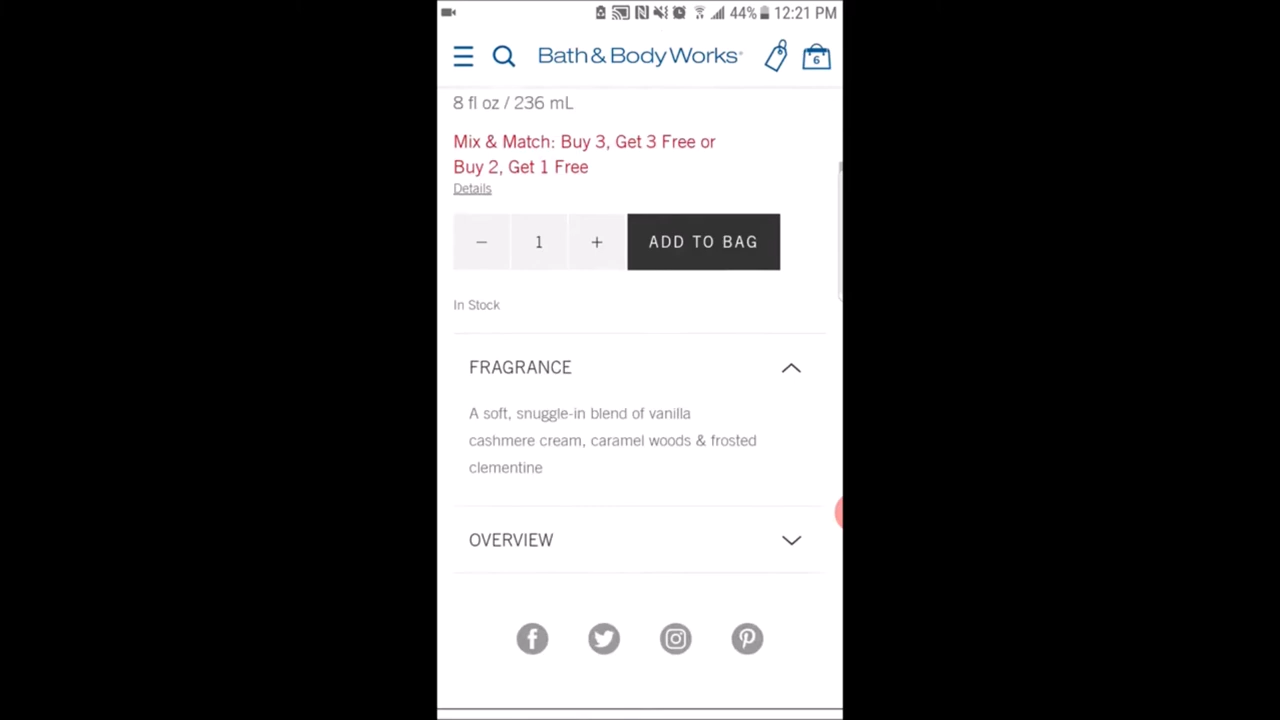 44% 12:21 PM
Bath & Body Works®
6
8 fl oz / 236 mL
Mix & Match: Buy 3, Get 3 Free or
Buy 2, Get 1 Free
Details
− 1 + ADD TO BAG
In Stock
FRAGRANCE
A soft, snuggle-in blend of vanilla
cashmere cream, caramel woods & frosted
clementine
OVERVIEW